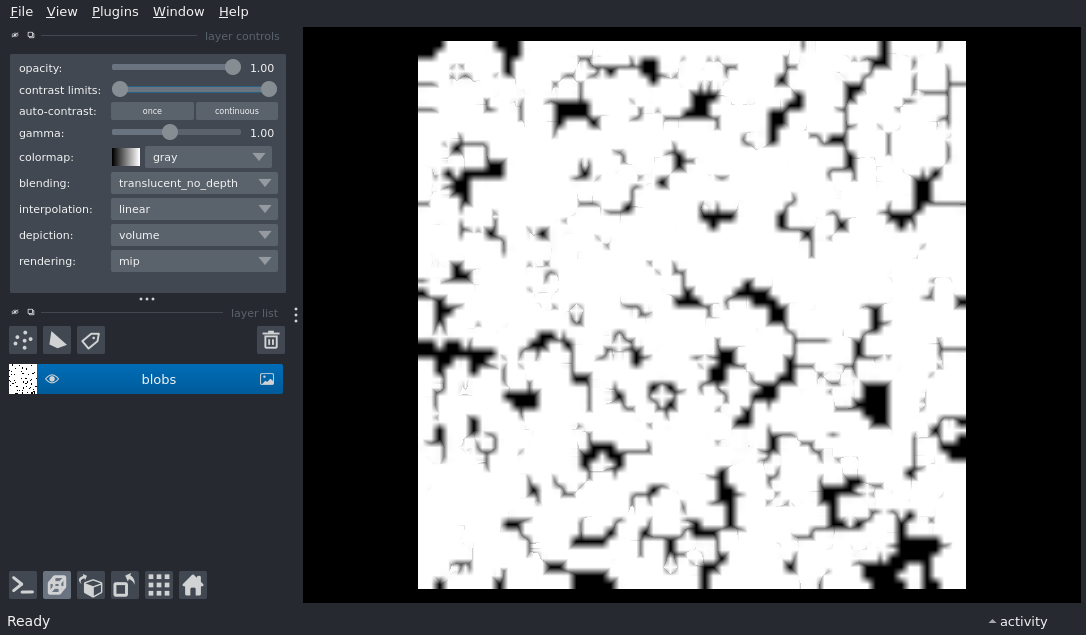 File View Plugins Window Help
layer controls
opacity: 1.00
contrast limits:
auto-contrast: once continuous
gamma: 1.00
colormap: gray
blending: translucent_no_depth
interpolation: linear
depiction: volume
rendering: mip
layer list
blobs
Ready activity